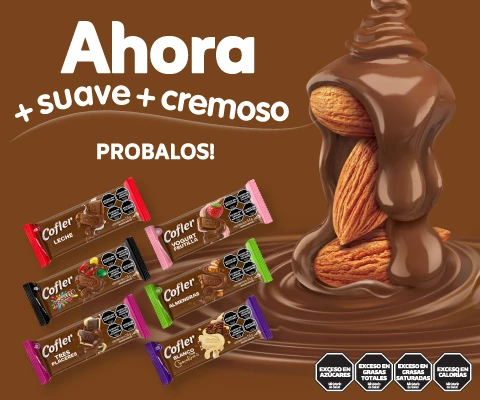 Ahora
+ suave + cremoso
PROBALOS!
Cofler
LECHE
Cofler
YOGURT
FRUTILLA
Cofler
Cofler
ALMENDRAS
Cofler
TRES
PLACERES
Cofler
BLANCO
EXCESO EN
AZÚCARES
EXCESO EN
GRASAS
TOTALES
EXCESO EN
GRASAS
SATURADAS
EXCESO EN
CALORÍAS